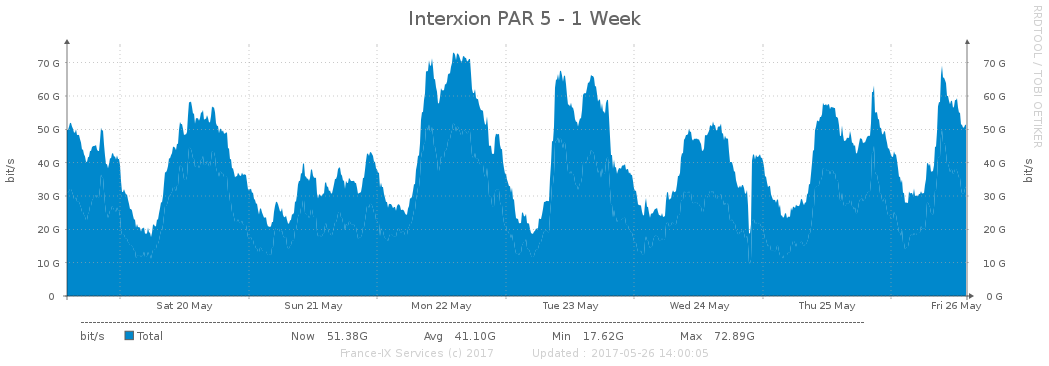 Interxion PAR 5 - 1 Week
RRDTOOL / TOBI OETIKER
bit/s
bit/s
70 G 70 G
60 G 60 G
50 G 50 G
40 G 40 G
30 G 30 G
20 G 20 G
10 G 10 G
0 0 G
Sat 20 May Sun 21 May Mon 22 May Tue 23 May Wed 24 May Thu 25 May Fri 26 May
bit/s Total Now 51.38G Avg 41.10G Min 17.62G Max 72.89G
France-IX Services (c) 2017 Updated : 2017-05-26 14:00:05